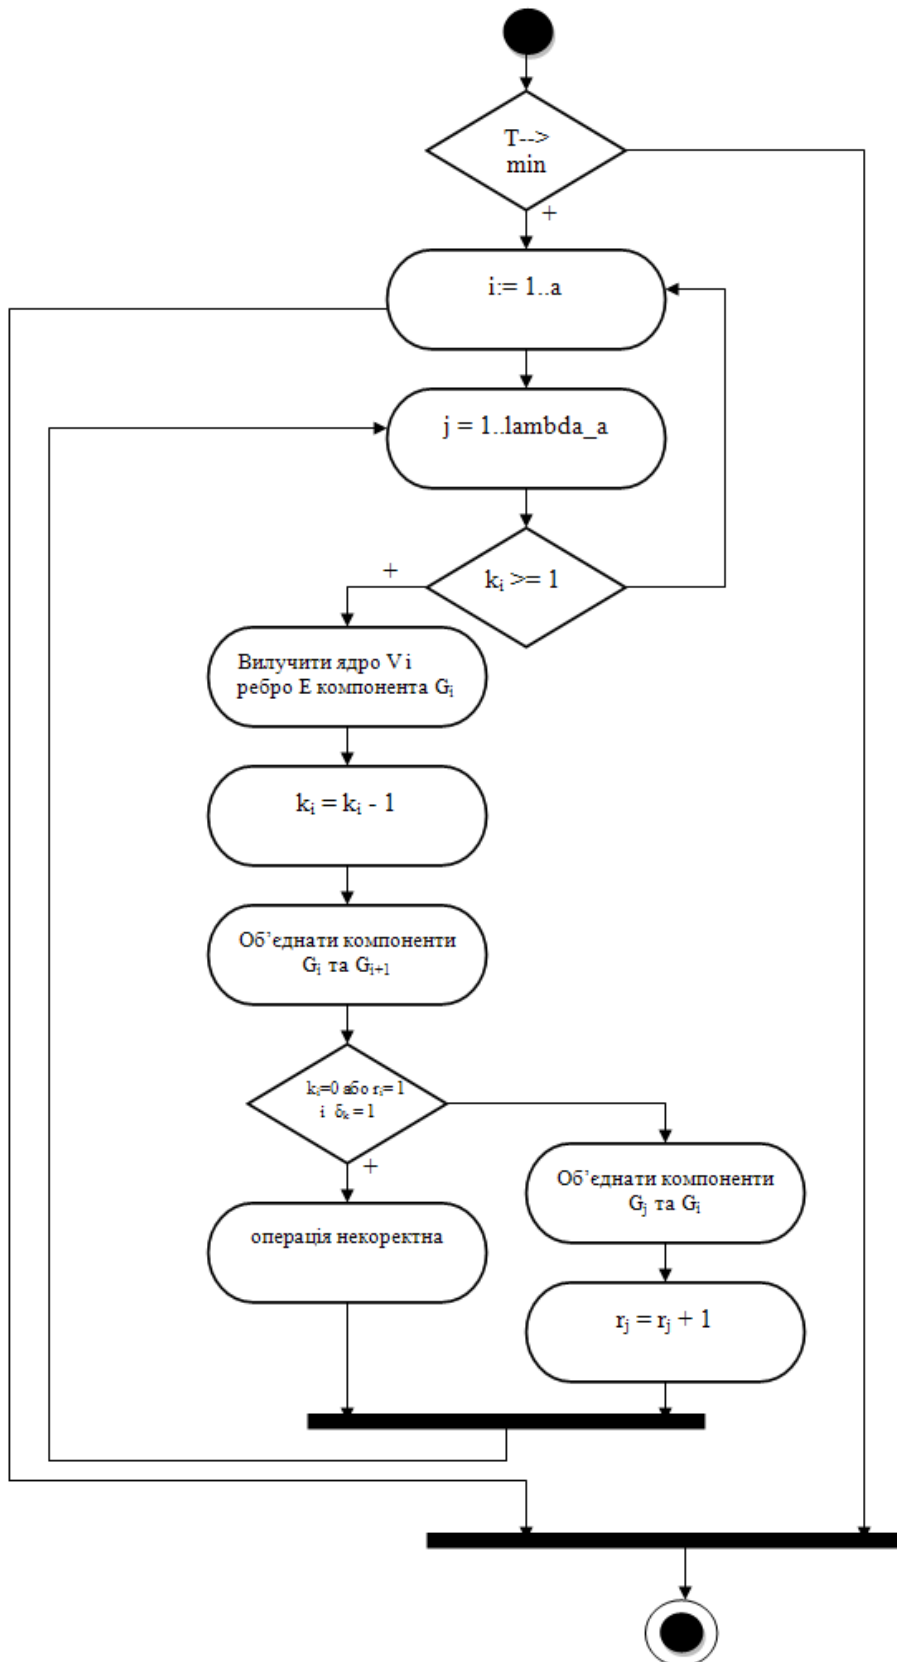 T-->
min
+
i:= 1..a
j = 1..lambda_a
+
kᵢ >= 1
Вилучити ядро V і
ребро E компонента Gᵢ
kᵢ = kᵢ - 1
Об’єднати компоненти
Gᵢ та Gᵢ₊₁
kᵢ=0 або rᵢ= 1
і δₖ = 1
+
Об’єднати компоненти
Gⱼ та Gᵢ
операція некоректна
rⱼ = rⱼ + 1